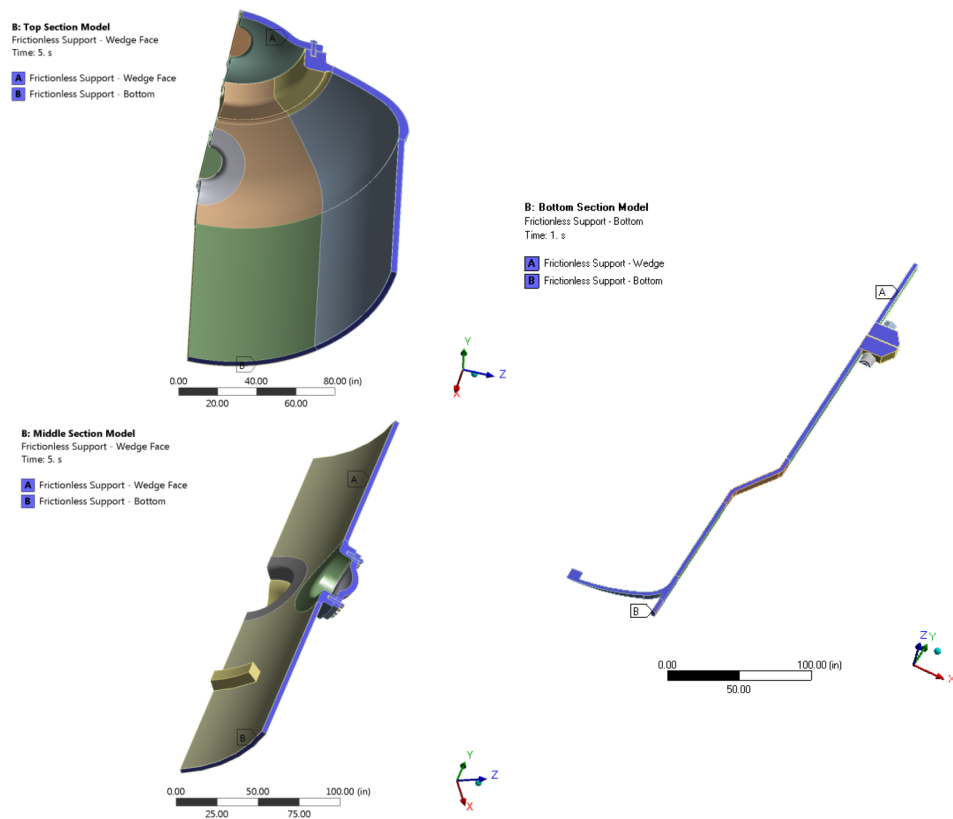 B: Top Section Model
Frictionless Support - Wedge Face
Time: 5. s
A Frictionless Support - Wedge Face
B Frictionless Support - Bottom
A
B
Y
Z
X
0.00 40.00 80.00 (in)
20.00 60.00
B: Middle Section Model
Frictionless Support - Wedge Face
Time: 5. s
A Frictionless Support - Wedge Face
B Frictionless Support - Bottom
A
B
Y
Z
X
0.00 50.00 100.00 (in)
25.00 75.00
B: Bottom Section Model
Frictionless Support - Bottom
Time: 1. s
A Frictionless Support - Wedge
B Frictionless Support - Bottom
A
B
0.00 100.00 (in)
50.00
Z Y
X